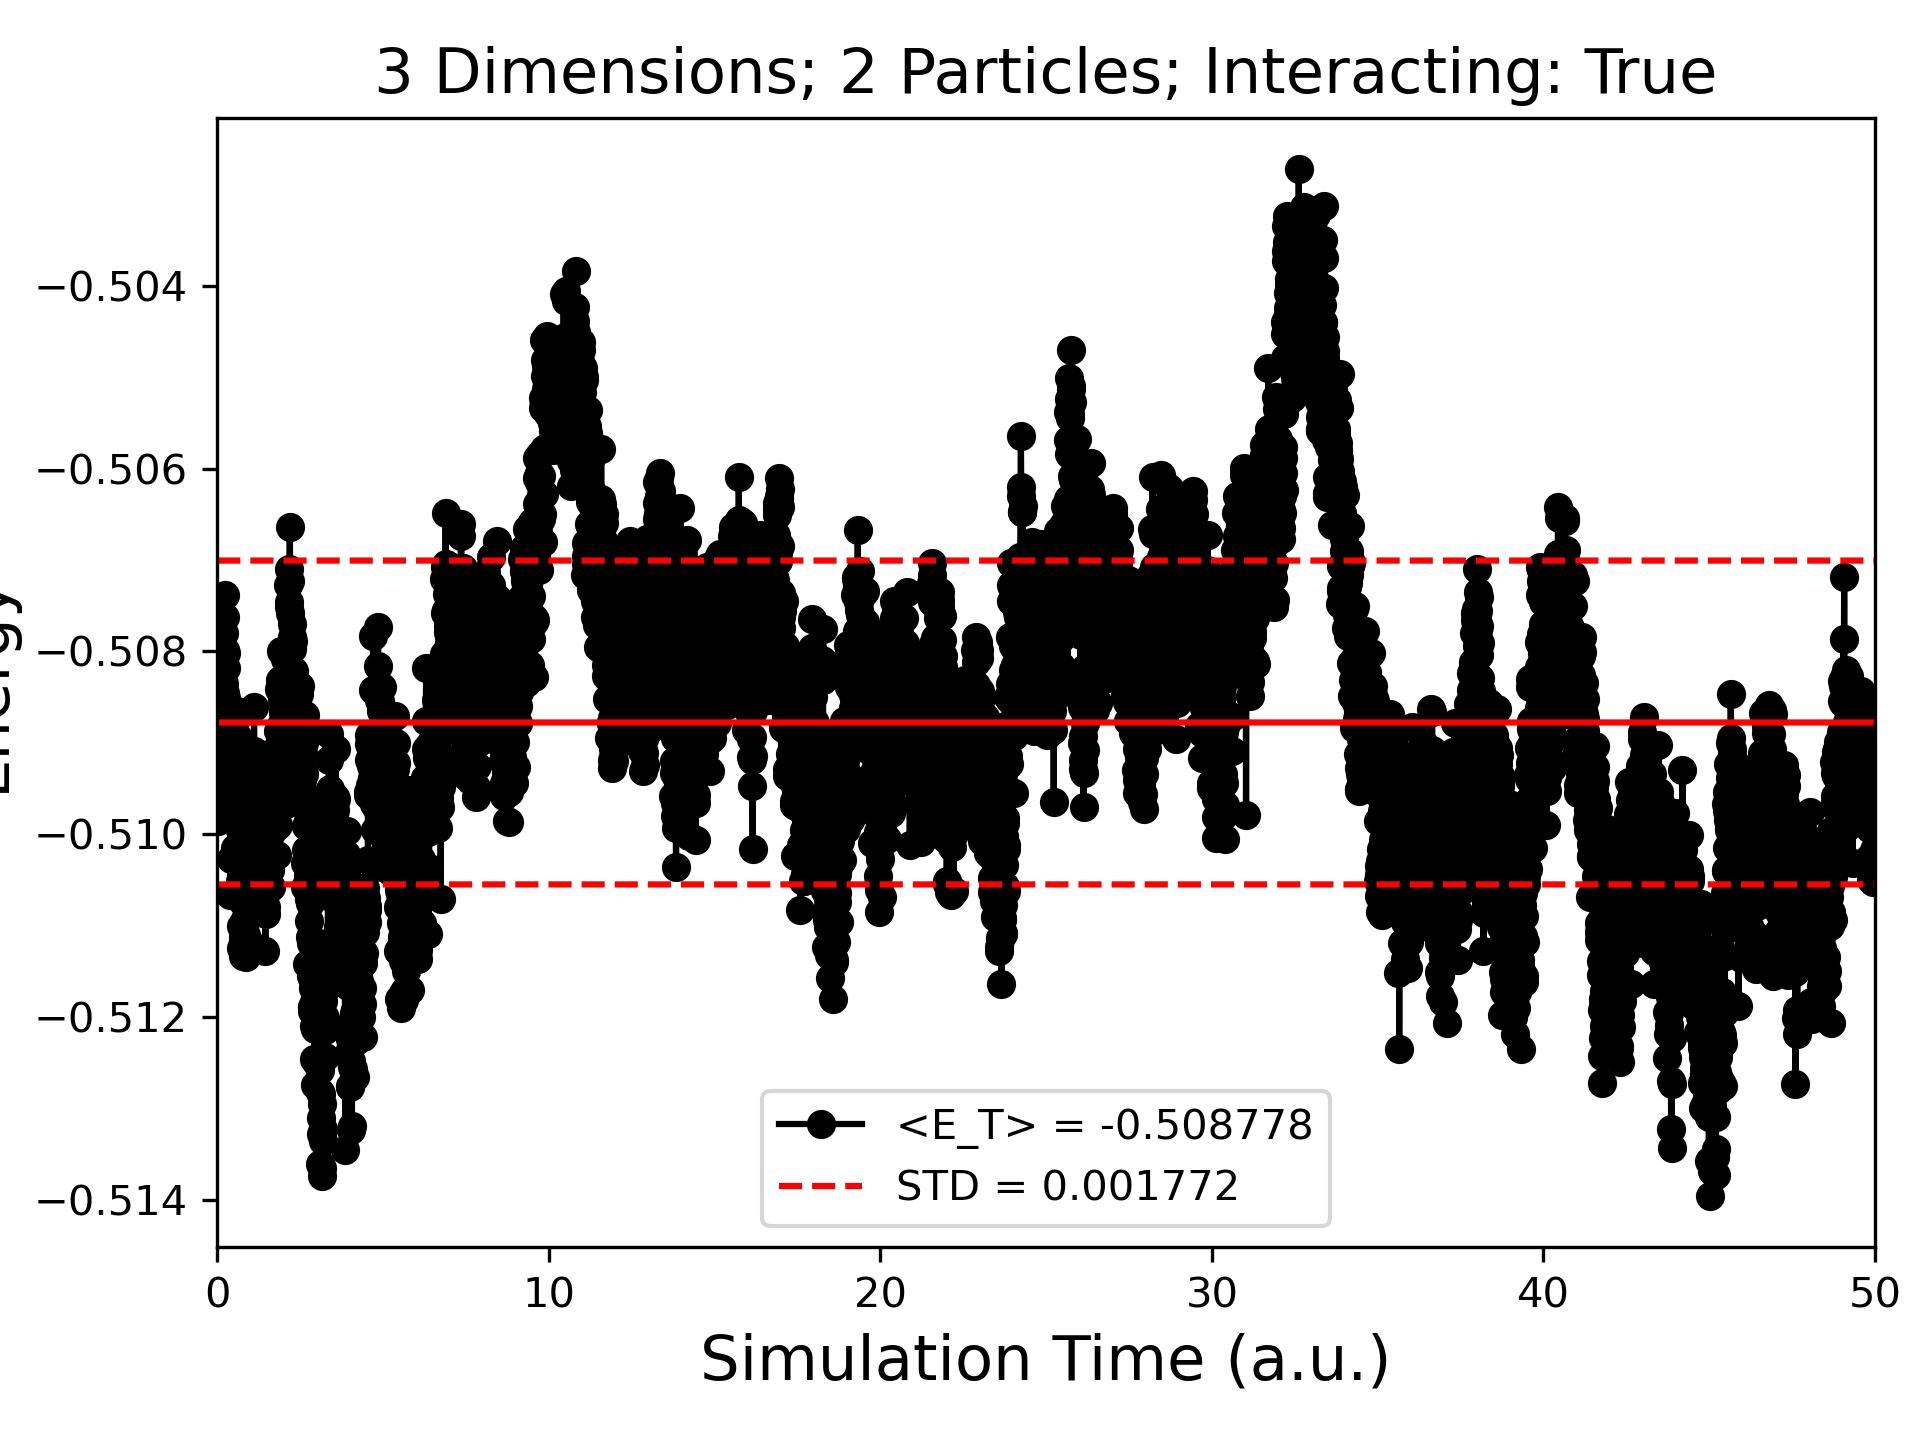 3 Dimensions; 2 Particles; Interacting: True
Energy
−0.504
−0.506
−0.508
−0.510
−0.512
−0.514
<E_T> = -0.508778
STD = 0.001772
0 10 20 30 40 50
Simulation Time (a.u.)